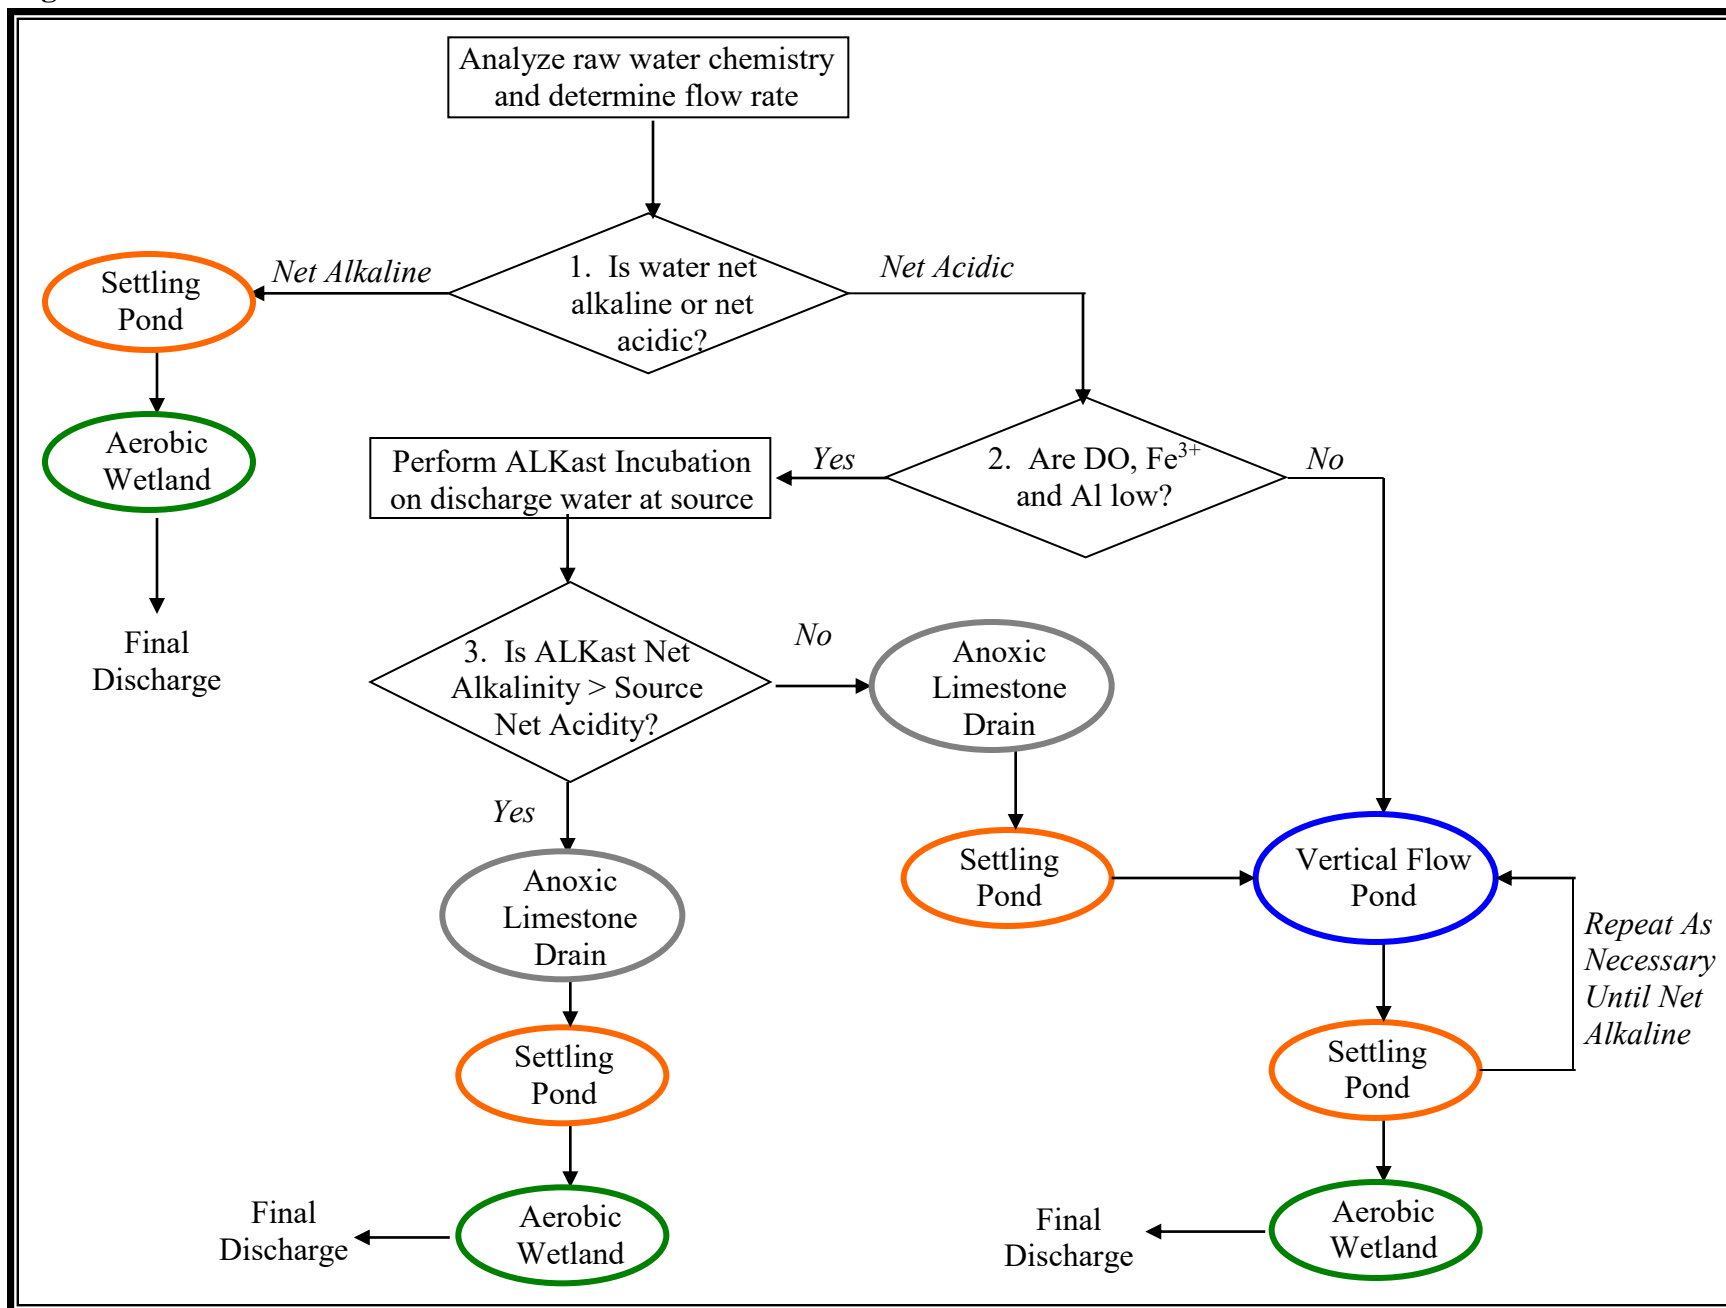 Analyze raw water chemistry
and determine flow rate
1. Is water net
alkaline or net
acidic?
Net Alkaline
Net Acidic
Settling
Pond
Aerobic
Wetland
Final
Discharge
2. Are DO, Fe³⁺
and Al low?
Yes
No
Perform ALKast Incubation
on discharge water at source
3. Is ALKast Net
Alkalinity > Source
Net Acidity?
No
Anoxic
Limestone
Drain
Settling
Pond
Yes
Anoxic
Limestone
Drain
Settling
Pond
Aerobic
Wetland
Final
Discharge
Vertical Flow
Pond
Repeat As
Necessary
Until Net
Alkaline
Settling
Pond
Aerobic
Wetland
Final
Discharge